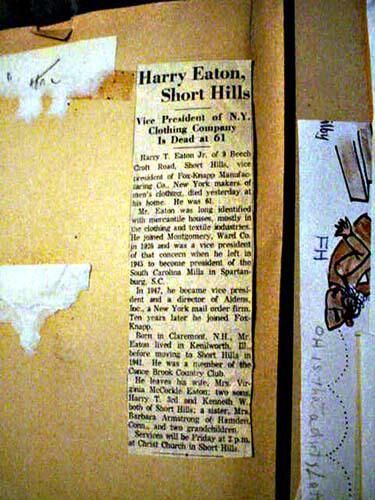 Harry Eaton,
Short Hills
Vice President of N.Y.
Clothing Company
Is Dead at 61
Harry T. Eaton Jr. of 9 Beech
Croft Road, Short Hills, vice
president of Fox-Knapp Manufac-
turing Co., New York makers of
men's clothing, died yesterday at
his home. He was 61.
Mr. Eaton was long identified
with mercantile houses, mostly in
the clothing and textile industries.
He joined Montgomery, Ward Co.
in 1926 and was a vice president
of that concern when he left in
1945 to become president of the
South Carolina Mills in Spartan-
burg, S.C.
In 1947, he became vice presi-
dent and a director of Aldens,
Inc., a New York mail order firm.
Ten years later he joined Fox-
Knapp.
Born in Claremont, N.H., Mr.
Eaton lived in Kenilworth, Ill.,
before moving to Short Hills in
1941. He was a member of the
Canoe Brook Country Club.
He leaves his wife, Mrs. Vir-
ginia McCorkle Eaton; two sons,
Harry T. 3rd and Kenneth W.,
both of Short Hills; a sister, Mrs.
Barbara Armstrong of Hamden,
Conn., and two grandchildren.
Services will be Friday at 2 p.m.
at Christ Church in Short Hills.